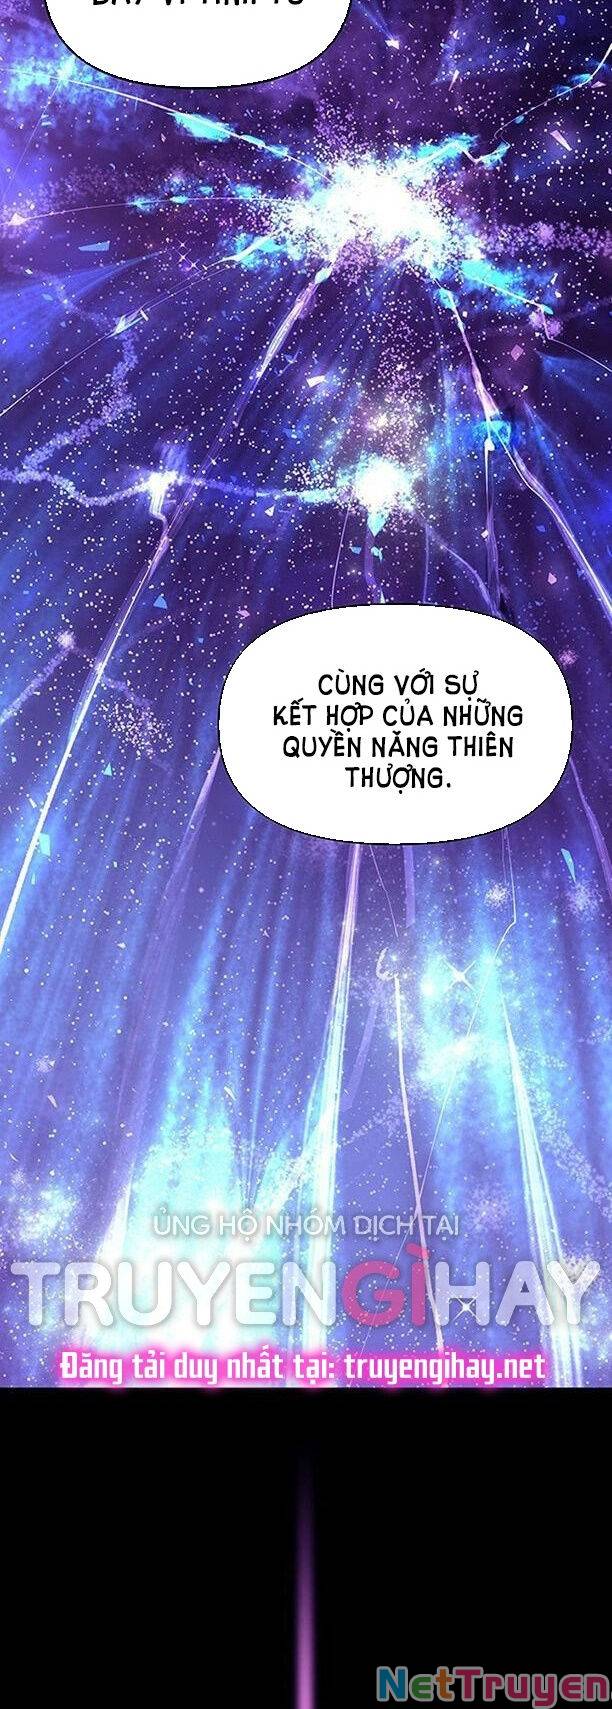 CÙNG VỚI SỰ
KẾT HỢP CỦA NHỮNG
QUYỀN NĂNG THIÊN
THƯỢNG.
ỦNG HỘ NHÓM DỊCH TẠI
TRUYENGÌHAY
Đăng tải duy nhất tại: truyengihay.net
NetTruyen